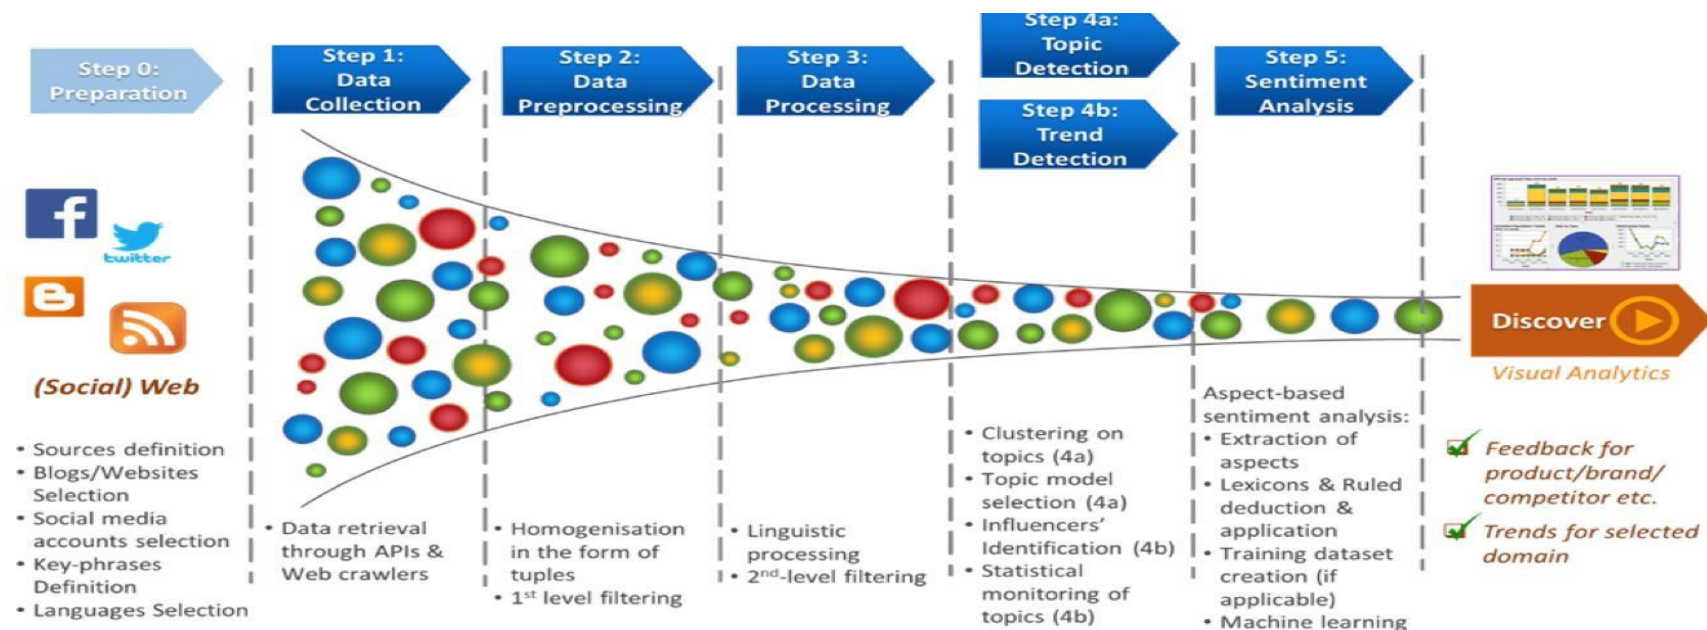 Step 0:
Preparation
Step 1:
Data
Collection
Step 2:
Data
Preprocessing
Step 3:
Data
Processing
Step 4a:
Topic
Detection
Step 4b:
Trend
Detection
Step 5:
Sentiment
Analysis
f
twitter
(Social) Web
• Sources definition
• Blogs/Websites
Selection
• Social media
accounts selection
• Key-phrases
Definition
• Languages Selection
• Data retrieval
through APIs &
Web crawlers
• Homogenisation
in the form of
tuples
• 1st level filtering
• Linguistic
processing
• 2nd-level filtering
• Clustering on
topics (4a)
• Topic model
selection (4a)
• Influencers’
Identification (4b)
• Statistical
monitoring of
topics (4b)
Aspect-based
sentiment analysis:
• Extraction of
aspects
• Lexicons & Ruled
deduction &
application
• Training dataset
creation (if
applicable)
• Machine learning
Discover
Visual Analytics
Feedback for
product/brand/
competitor etc.
Trends for selected
domain